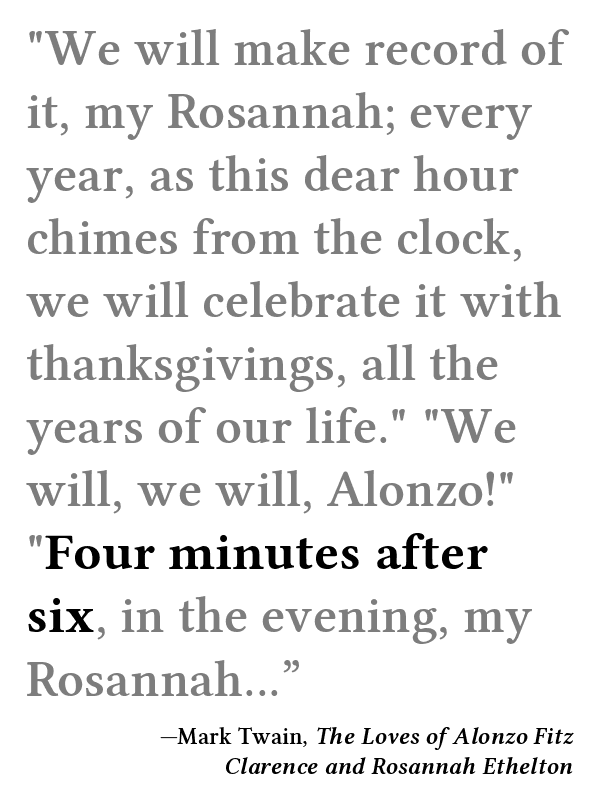 "We will make record of
it, my Rosannah; every
year, as this dear hour
chimes from the clock,
we will celebrate it with
thanksgivings, all the
years of our life." "We
will, we will, Alonzo!"
"Four minutes after
six, in the evening, my
Rosannah...”
—Mark Twain, The Loves of Alonzo Fitz
Clarence and Rosannah Ethelton